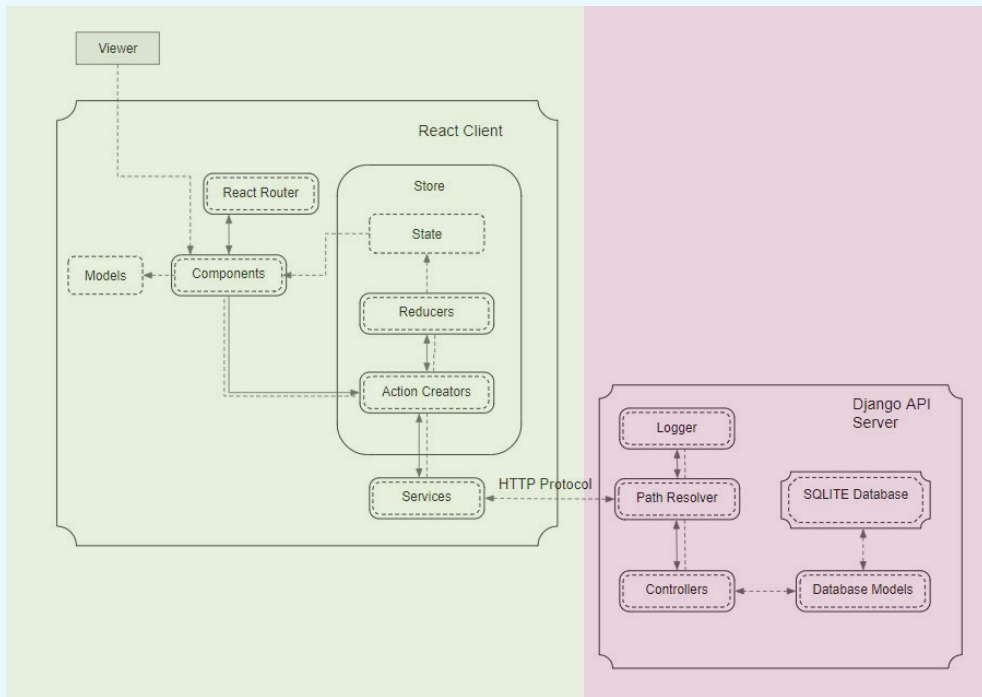 Viewer
React Client
React Router
Store
State
Models
Components
Reducers
Action Creators
Services
HTTP Protocol
Django API
Server
Logger
Path Resolver
SQLITE Database
Controllers
Database Models